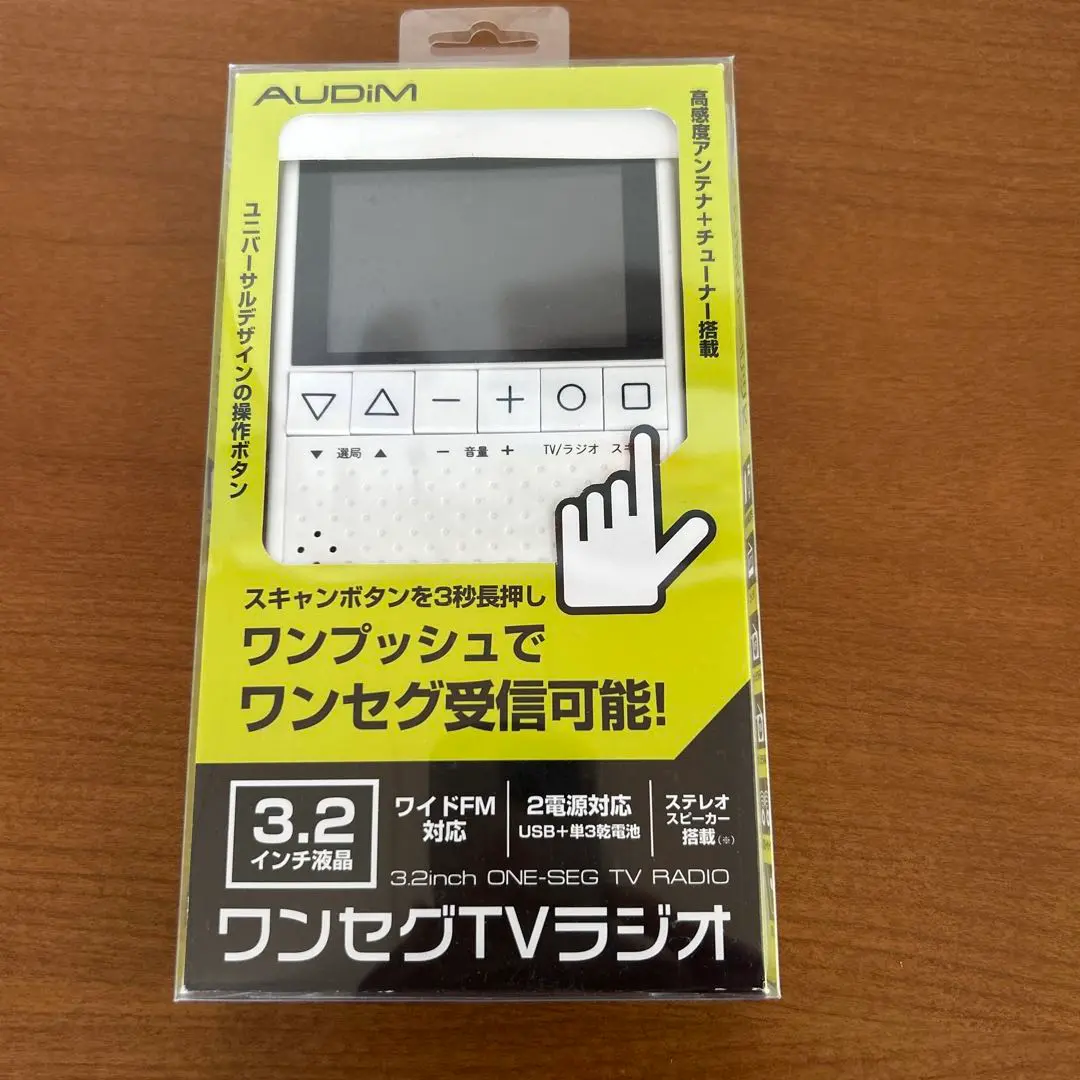 AUDiM
高感度アンテナ+チューナー搭載
ユニバーサルデザインの操作ボタン
▼ 選局 ▲ － 音量 + TV/ラジオ スキ
スキャンボタンを3秒長押し
ワンプッシュで
ワンセグ受信可能!
3.2
インチ液晶
ワイドFM
対応
2電源対応
USB+単3乾電池
ステレオ
スピーカー
搭載(※)
3.2inch ONE-SEG TV RADIO
ワンセグTVラジオ